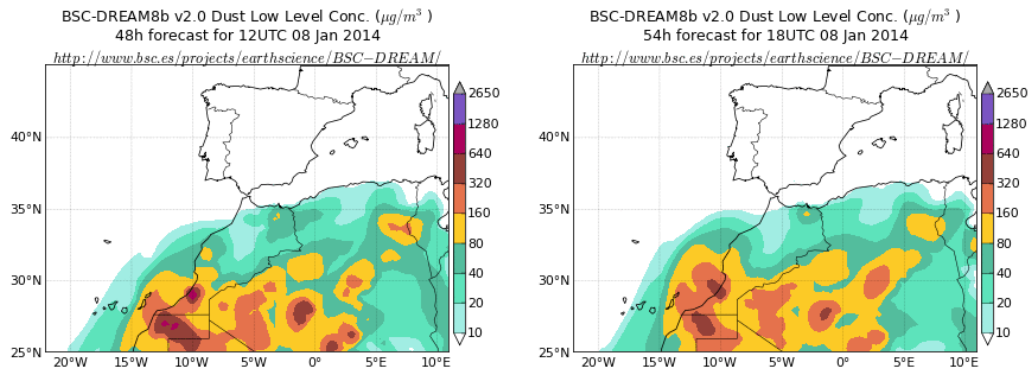 BSC-DREAM8b v2.0 Dust Low Level Conc. (μg/m³ )
48h forecast for 12UTC 08 Jan 2014
http://www.bsc.es/projects/earthscience/BSC−DREAM/
40°N
35°N
30°N
25°N
20°W
15°W
10°W
5°W
0°
5°E
10°E
2650
1280
640
320
160
80
40
20
10
BSC-DREAM8b v2.0 Dust Low Level Conc. (μg/m³ )
54h forecast for 18UTC 08 Jan 2014
http://www.bsc.es/projects/earthscience/BSC−DREAM/
40°N
35°N
30°N
25°N
20°W
15°W
10°W
5°W
0°
5°E
10°E
2650
1280
640
320
160
80
40
20
10